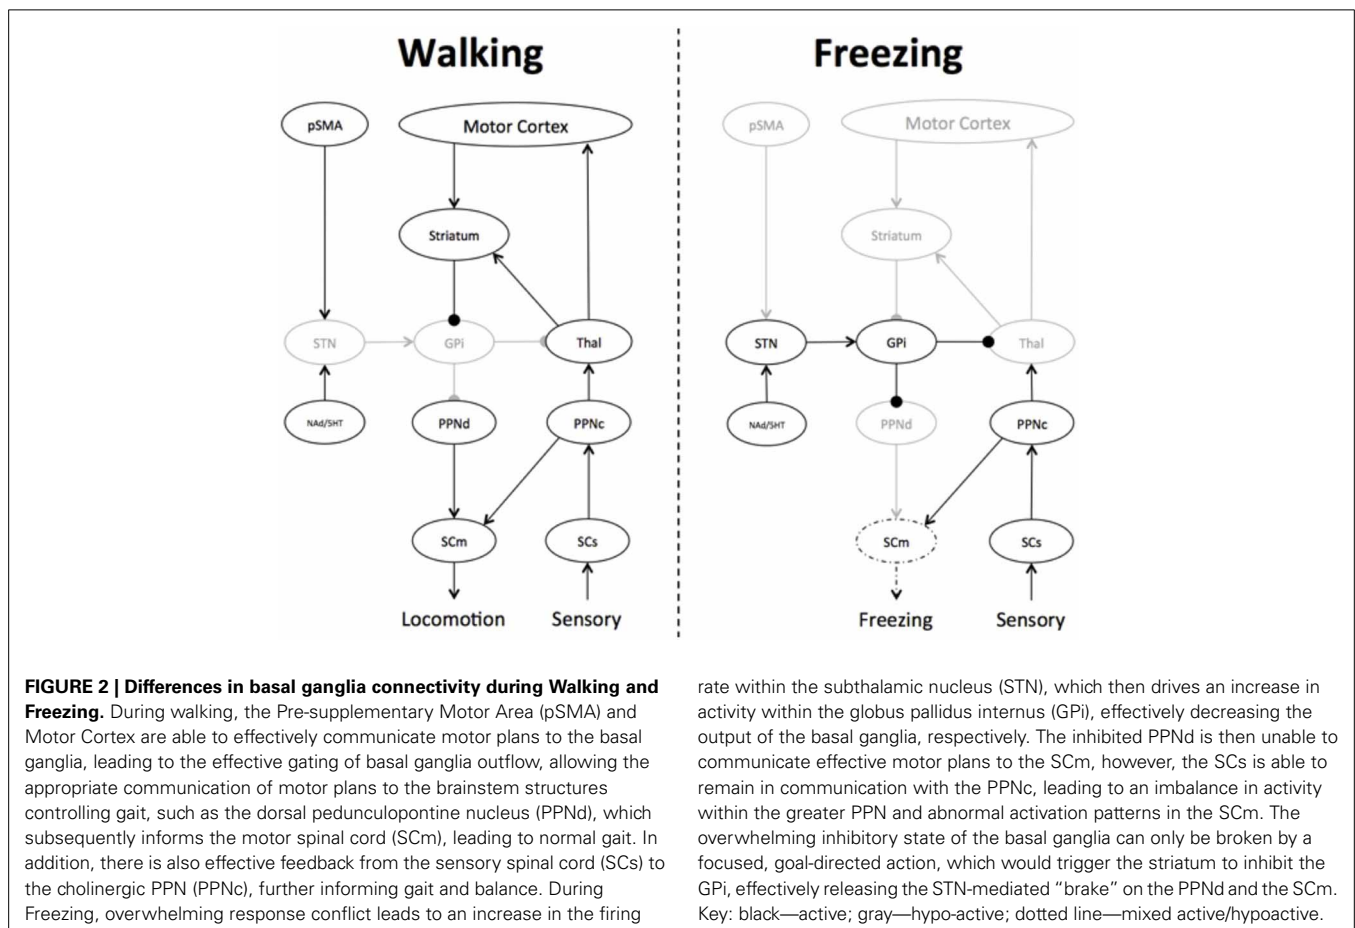 Walking
pSMA
Motor Cortex
Striatum
STN
GPi
Thal
NAd/5HT
PPNd
PPNc
SCm
SCs
Locomotion
Sensory
Freezing
pSMA
Motor Cortex
Striatum
STN
GPi
Thal
NAd/5HT
PPNd
PPNc
SCm
SCs
Freezing
Sensory
FIGURE 2 | Differences in basal ganglia connectivity during Walking and
Freezing. During walking, the Pre-supplementary Motor Area (pSMA) and
Motor Cortex are able to effectively communicate motor plans to the basal
ganglia, leading to the effective gating of basal ganglia outflow, allowing the
appropriate communication of motor plans to the brainstem structures
controlling gait, such as the dorsal pedunculopontine nucleus (PPNd), which
subsequently informs the motor spinal cord (SCm), leading to normal gait. In
addition, there is also effective feedback from the sensory spinal cord (SCs) to
the cholinergic PPN (PPNc), further informing gait and balance. During
Freezing, overwhelming response conflict leads to an increase in the firing
rate within the subthalamic nucleus (STN), which then drives an increase in
activity within the globus pallidus internus (GPi), effectively decreasing the
output of the basal ganglia, respectively. The inhibited PPNd is then unable to
communicate effective motor plans to the SCm, however, the SCs is able to
remain in communication with the PPNc, leading to an imbalance in activity
within the greater PPN and abnormal activation patterns in the SCm. The
overwhelming inhibitory state of the basal ganglia can only be broken by a
focused, goal-directed action, which would trigger the striatum to inhibit the
GPi, effectively releasing the STN-mediated “brake” on the PPNd and the SCm.
Key: black—active; gray—hypo-active; dotted line—mixed active/hypoactive.